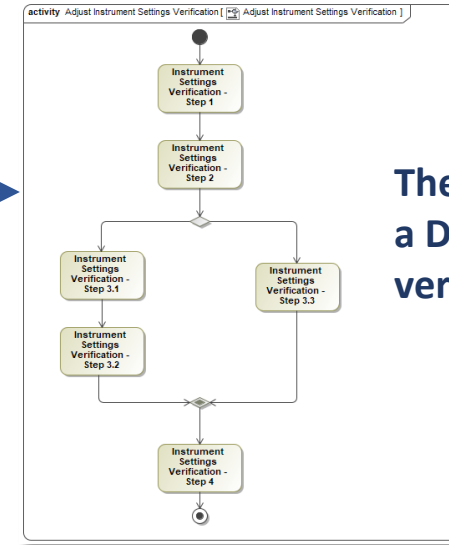 activity Adjust Instrument Settings Verification [ Adjust Instrument Settings Verification ]
Instrument
Settings
Verification -
Step 1
Instrument
Settings
Verification -
Step 2
Instrument
Settings
Verification -
Step 3.1
Instrument
Settings
Verification -
Step 3.3
Instrument
Settings
Verification -
Step 3.2
Instrument
Settings
Verification -
Step 4
The
a D
ver